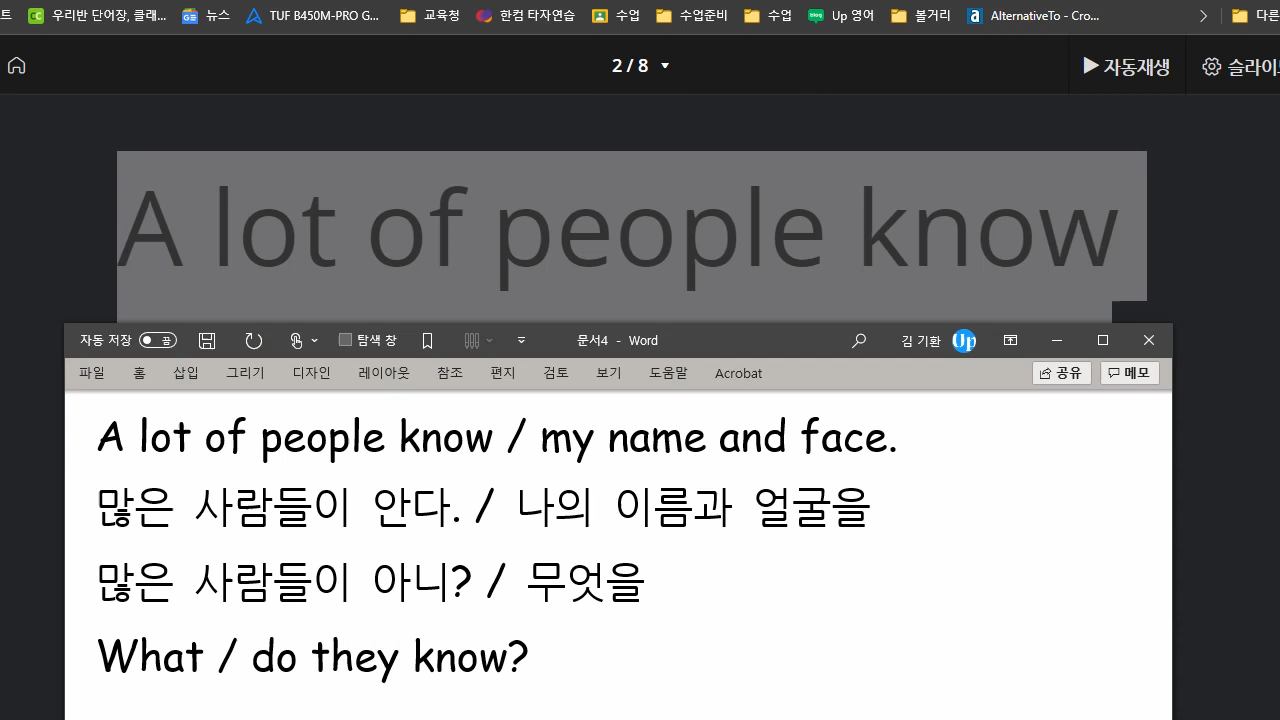 트 우리반 단어장, 클래... 뉴스 TUF B450M-PRO G... 교육청 한컴 타자연습 수업 수업준비 수업 Up 영어 볼거리 AlternativeTo - Cro... 다른
2 / 8 자동재생 슬라이드
A lot of people know
자동 저장 끔 탐색 창 문서4 - Word 김 기환 Up
파일 홈 삽입 그리기 디자인 레이아웃 참조 편지 검토 보기 도움말 Acrobat 공유 메모
A lot of people know / my name and face.
많은 사람들이 안다. / 나의 이름과 얼굴을
많은 사람들이 아니? / 무엇을
What / do they know?